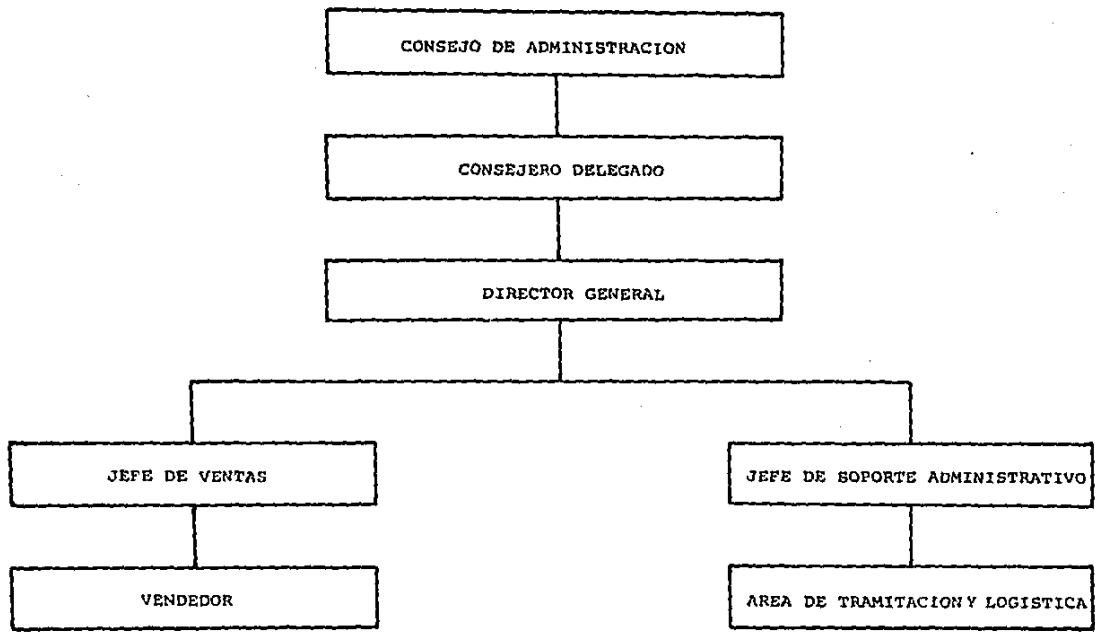 CONSEJO DE ADMINISTRACION
CONSEJERO DELEGADO
DIRECTOR GENERAL
JEFE DE VENTAS
JEFE DE SOPORTE ADMINISTRATIVO
VENDEDOR
AREA DE TRAMITACION Y LOGISTICA